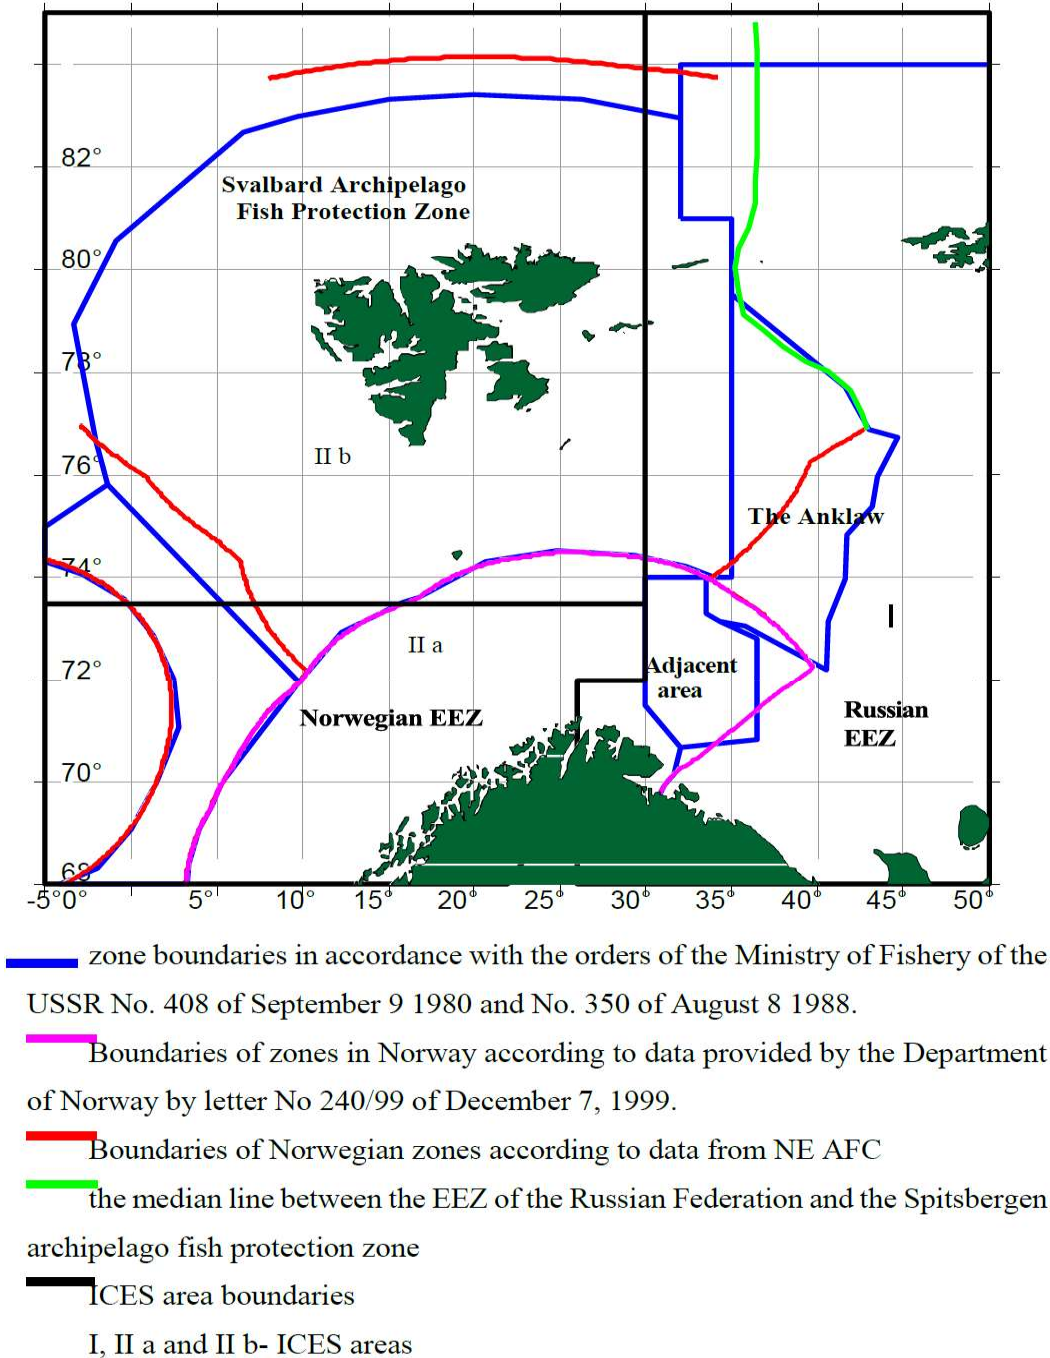 82°
Svalbard Archipelago
Fish Protection Zone
80°
78°
76°
II b
The Anklaw
74°
I
II a
72°
Adjacent
area
Norwegian EEZ
Russian
EEZ
70°
68°
-5° 0° 5° 10° 15° 20° 25° 30° 35° 40° 45° 50°
zone boundaries in accordance with the orders of the Ministry of Fishery of the
USSR No. 408 of September 9 1980 and No. 350 of August 8 1988.
Boundaries of zones in Norway according to data provided by the Department
of Norway by letter No 240/99 of December 7, 1999.
Boundaries of Norwegian zones according to data from NE AFC
the median line between the EEZ of the Russian Federation and the Spitsbergen
archipelago fish protection zone
ICES area boundaries
I, II a and II b- ICES areas